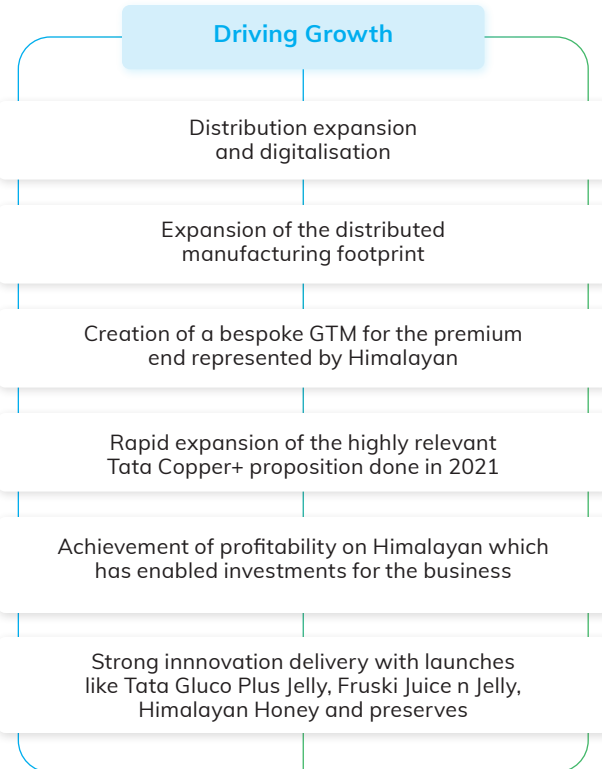 Driving Growth
Distribution expansion
and digitalisation
Expansion of the distributed
manufacturing footprint
Creation of a bespoke GTM for the premium
end represented by Himalayan
Rapid expansion of the highly relevant
Tata Copper+ proposition done in 2021
Achievement of profitability on Himalayan which
has enabled investments for the business
Strong innnovation delivery with launches
like Tata Gluco Plus Jelly, Fruski Juice n Jelly,
Himalayan Honey and preserves